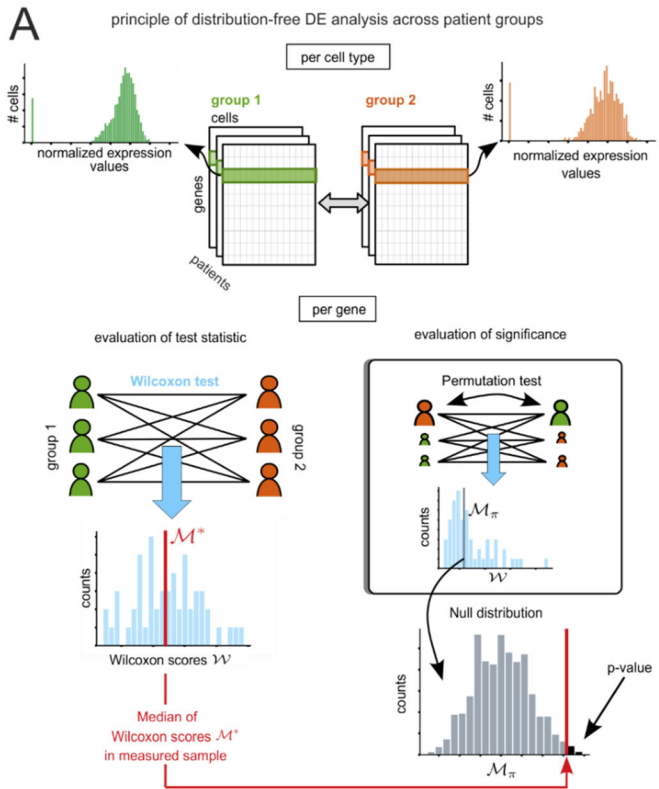 A
principle of distribution-free DE analysis across patient groups
per cell type
# cells
normalized expression
values
group 1
cells
genes
patients
group 2
# cells
normalized expression
values
per gene
evaluation of test statistic
Wilcoxon test
group 1
group 2
ℳ*
counts
Wilcoxon scores 𝒲
Median of
Wilcoxon scores ℳ*
in measured sample
evaluation of significance
Permutation test
ℳπ
counts
𝒲
Null distribution
counts
p-value
ℳπ